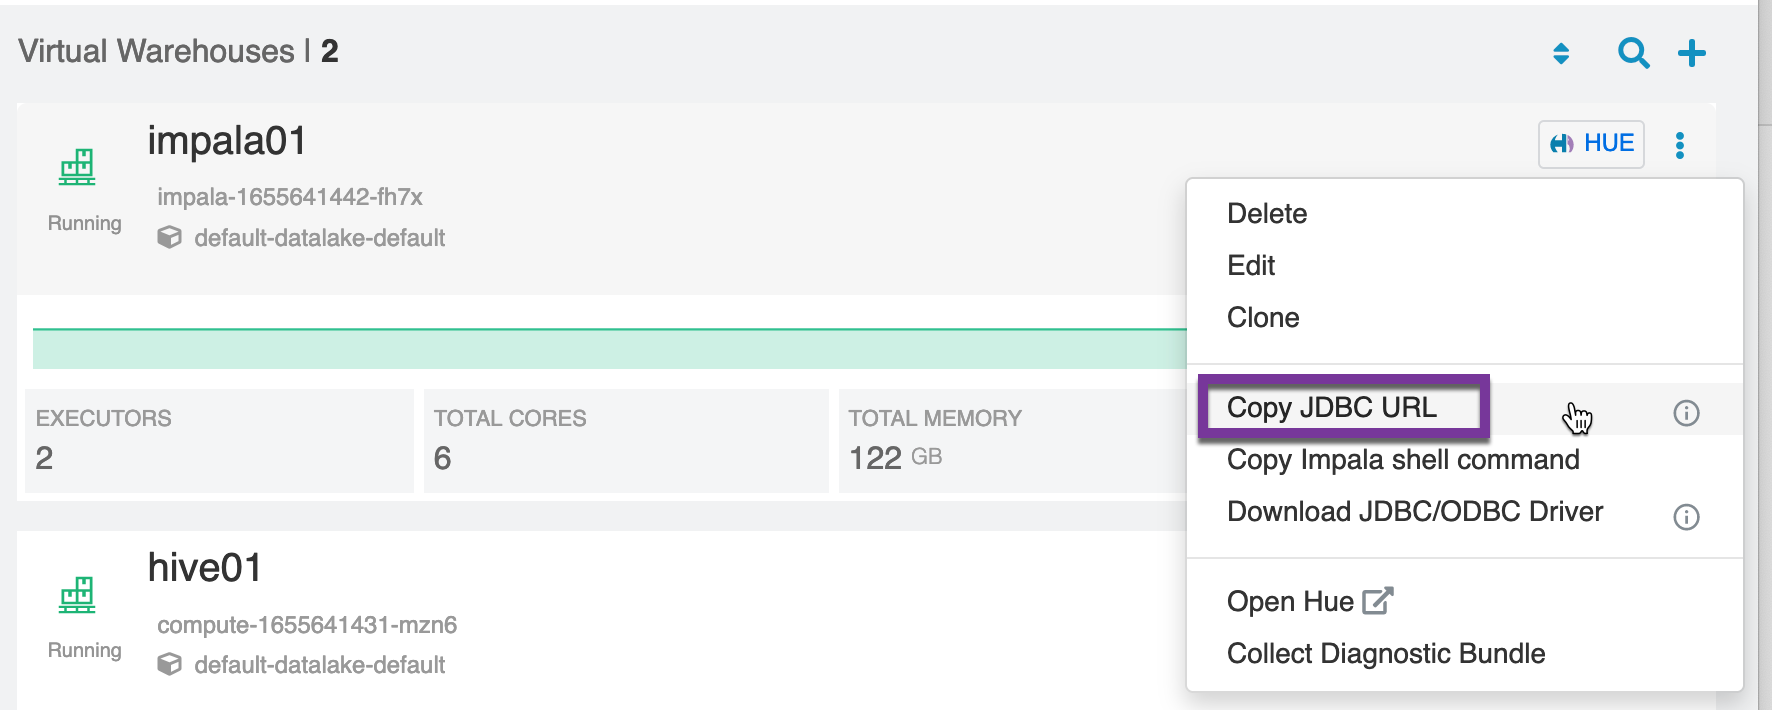 Virtual Warehouses | 2
impala01
HUE
impala-1655641442-fh7x
Running
default-datalake-default
Delete
Edit
Clone
Copy JDBC URL
Copy Impala shell command
Download JDBC/ODBC Driver
Open Hue
Collect Diagnostic Bundle
EXECUTORS
2
TOTAL CORES
6
TOTAL MEMORY
122 GB
hive01
compute-1655641431-mzn6
Running
default-datalake-default